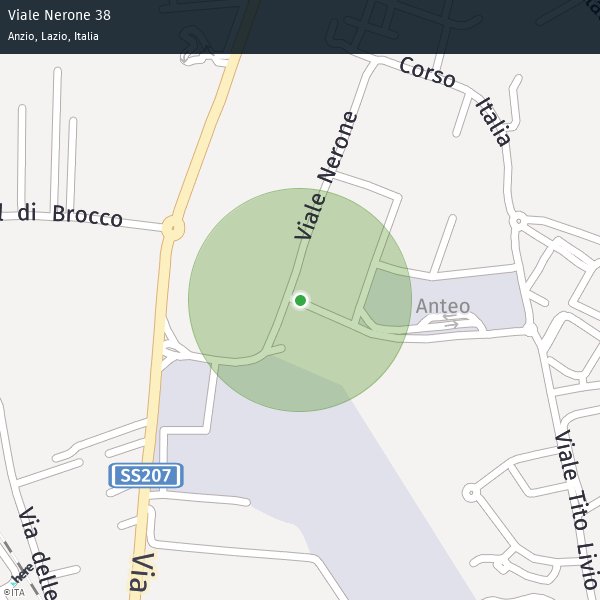 Viale Nerone 38
Anzio, Lazio, Italia
Corso
Italia
Viale Nerone
l di Brocco
Anteo
SS207
Viale Tito Livio
Via delle
Via
here
©ITA